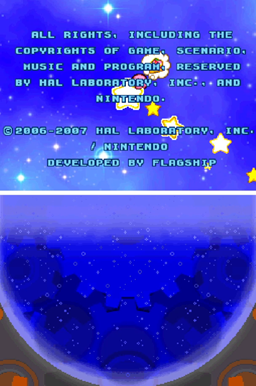 ALL RIGHTS, INCLUDING THE
COPYRIGHTS OF GAME, SCENARIO,
MUSIC AND PROGRAM, RESERVED
BY HAL LABORATORY, INC., AND
NINTENDO.
©2006-2007 HAL LABORATORY, INC.
/ NINTENDO
DEVELOPED BY FLAGSHIP